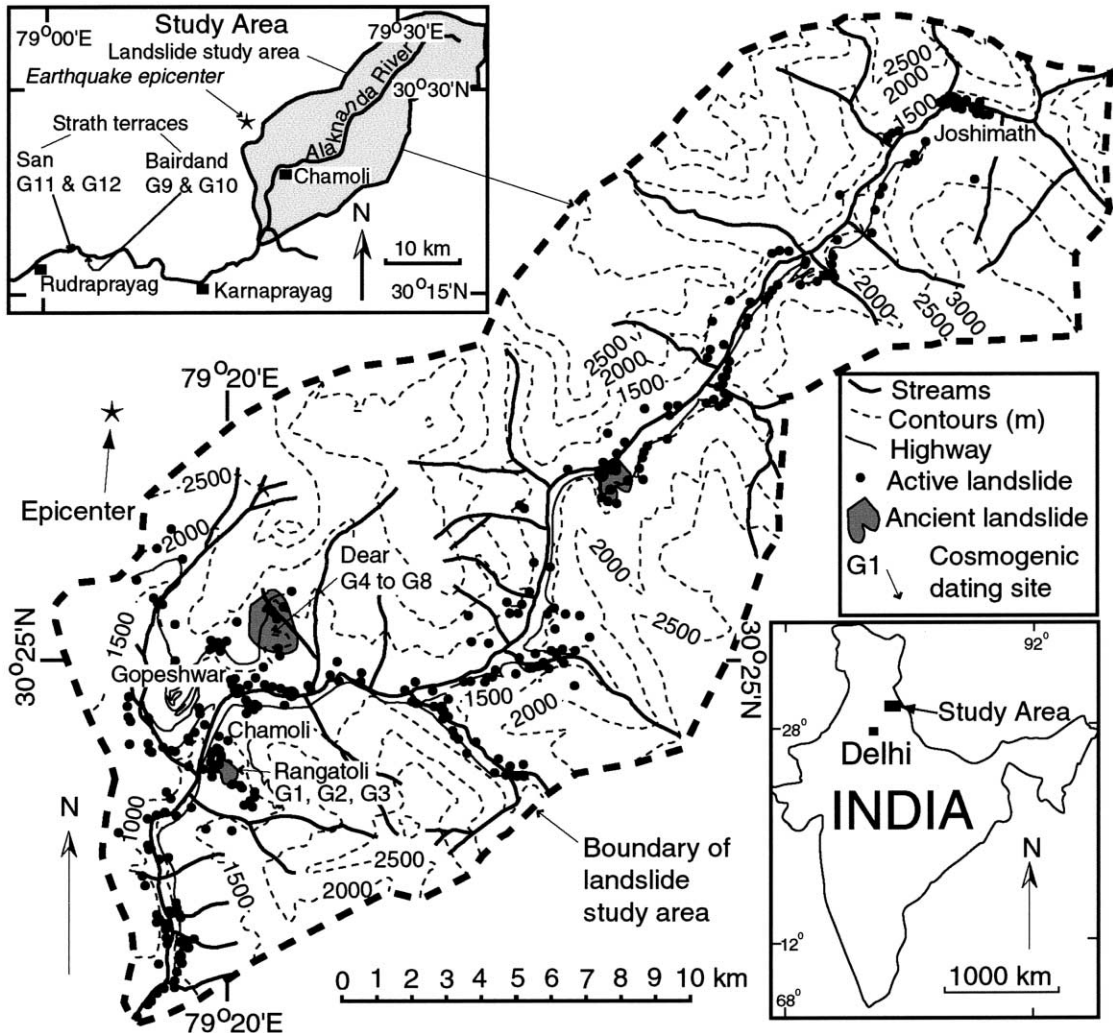 Study Area
79°00'E
79°30'E
Landslide study area
Earthquake epicenter
30°30'N
Alaknanda River
Strath terraces
San
G11 & G12
Bairdand
G9 & G10
Chamoli
N
10 km
Rudraprayag
Karnaprayag
30°15'N
2500
2000
1500
Joshimath
2000
2500
3000
2500
2000
1500
79°20'E
Epicenter
2500
2000
1500
Dear
G4 to G8
2000
2500
30°25'N
30°25'N
Gopeshwar
1500
2000
Chamoli
Rangatoli
G1, G2, G3
1000
N
2500
2000
1500
Boundary of
landslide
study area
79°20'E
0 1 2 3 4 5 6 7 8 9 10 km
Streams
Contours (m)
Highway
Active landslide
Ancient landslide
G1 Cosmogenic
dating site
92°
Study Area
28°
Delhi
INDIA
N
12°
68°
1000 km